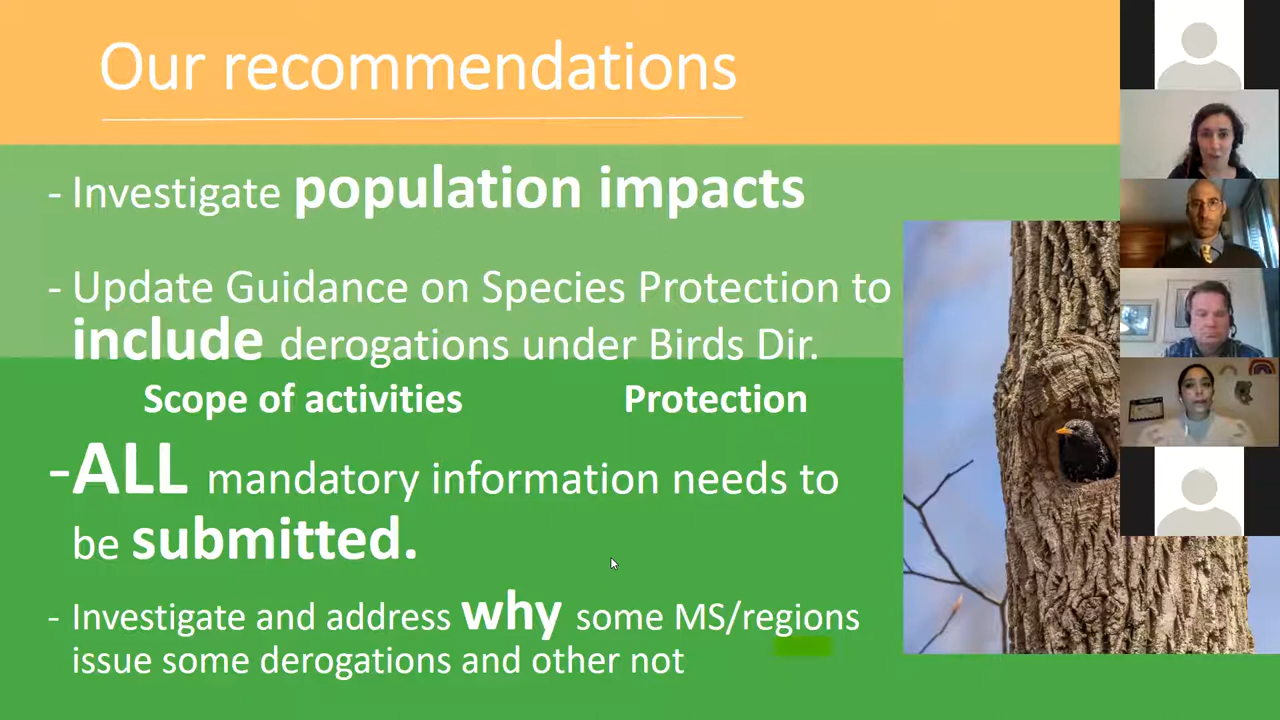 Our recommendations
- Investigate population impacts
- Update Guidance on Species Protection to
include derogations under Birds Dir.
Scope of activities Protection
-ALL mandatory information needs to
be submitted.
- Investigate and address why some MS/regions
issue some derogations and other not